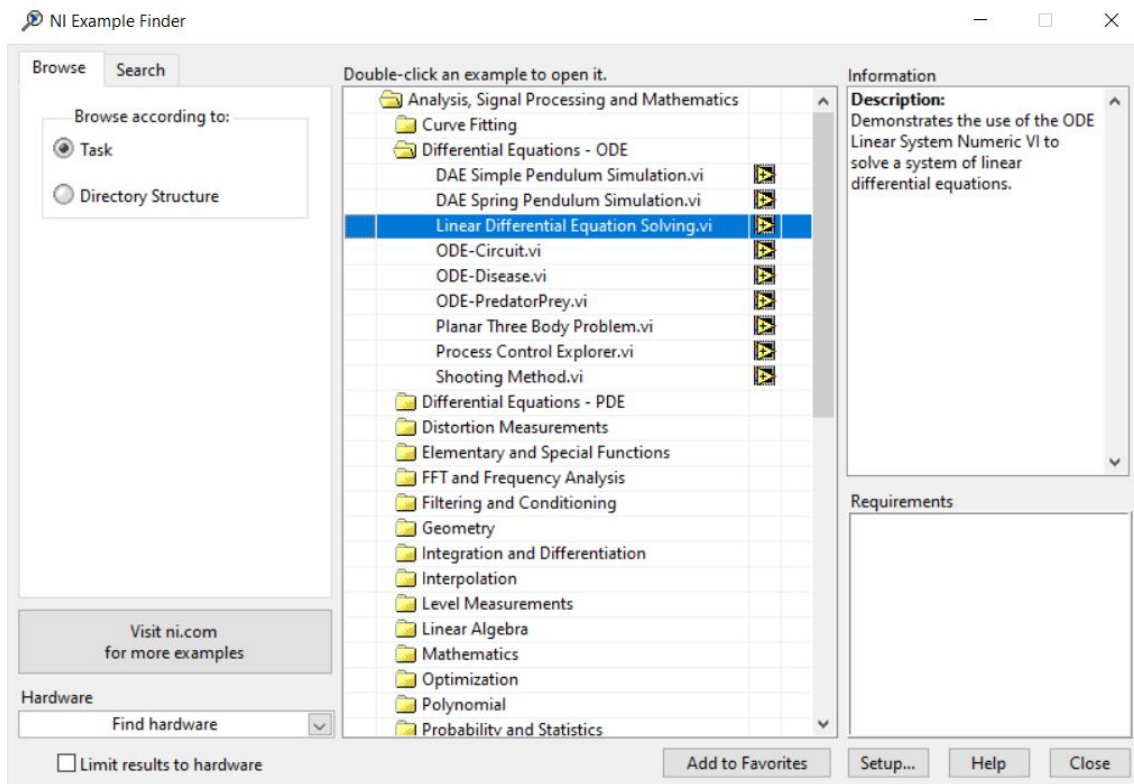 NI Example Finder
Browse
Search
Browse according to:
Task
Directory Structure
Visit ni.com
for more examples
Hardware
Find hardware
Limit results to hardware
Double-click an example to open it.
Analysis, Signal Processing and Mathematics
Curve Fitting
Differential Equations - ODE
DAE Simple Pendulum Simulation.vi
DAE Spring Pendulum Simulation.vi
Linear Differential Equation Solving.vi
ODE-Circuit.vi
ODE-Disease.vi
ODE-PredatorPrey.vi
Planar Three Body Problem.vi
Process Control Explorer.vi
Shooting Method.vi
Differential Equations - PDE
Distortion Measurements
Elementary and Special Functions
FFT and Frequency Analysis
Filtering and Conditioning
Geometry
Integration and Differentiation
Interpolation
Level Measurements
Linear Algebra
Mathematics
Optimization
Polynomial
Probability and Statistics
Information
Description:
Demonstrates the use of the ODE
Linear System Numeric VI to
solve a system of linear
differential equations.
Requirements
Add to Favorites
Setup...
Help
Close